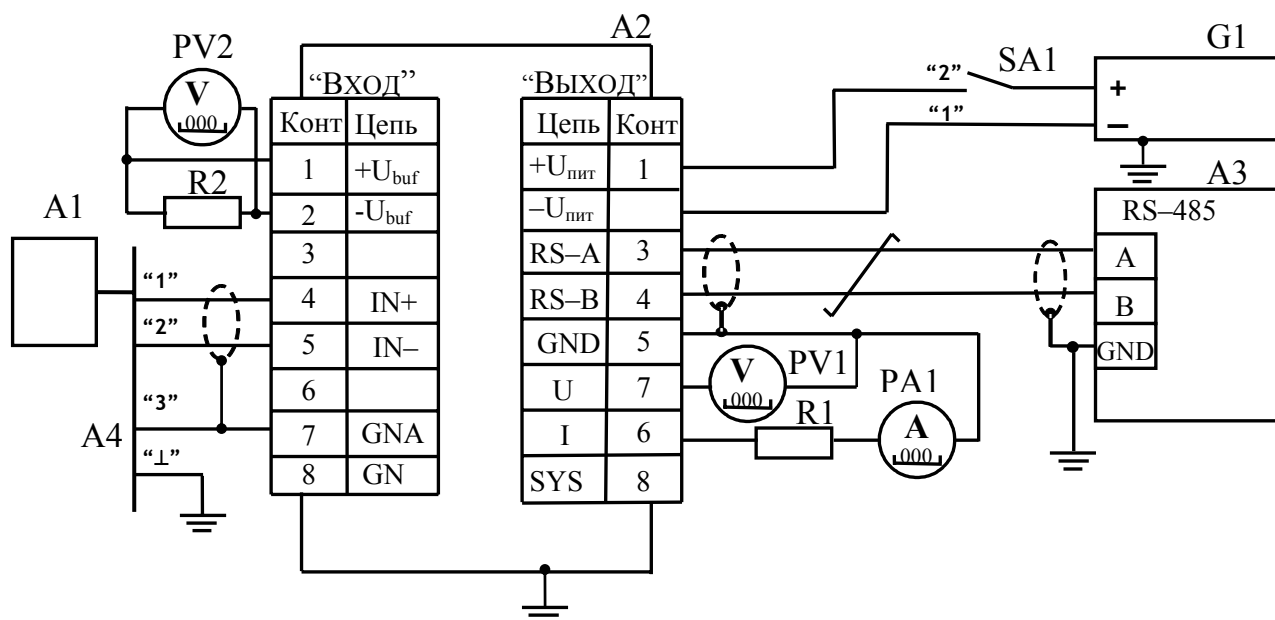 A2
G1
PV2
SA1
"ВХОД"
"ВЫХОД"
"2"
+
V
000
"1"
–
Конт Цепь
Цепь Конт
1 +Ubuf
+Uпит 1
R2
A3
A1
2 -Ubuf
–Uпит
RS–485
3
RS–A 3
A
"1"
4 IN+
RS–B 4
B
"2"
5 IN–
GND 5
GND
6
U 7
V
000
PV1
PA1
"3"
A4
7 GNA
I 6
R1
A
000
"⊥"
8 GN
SYS 8